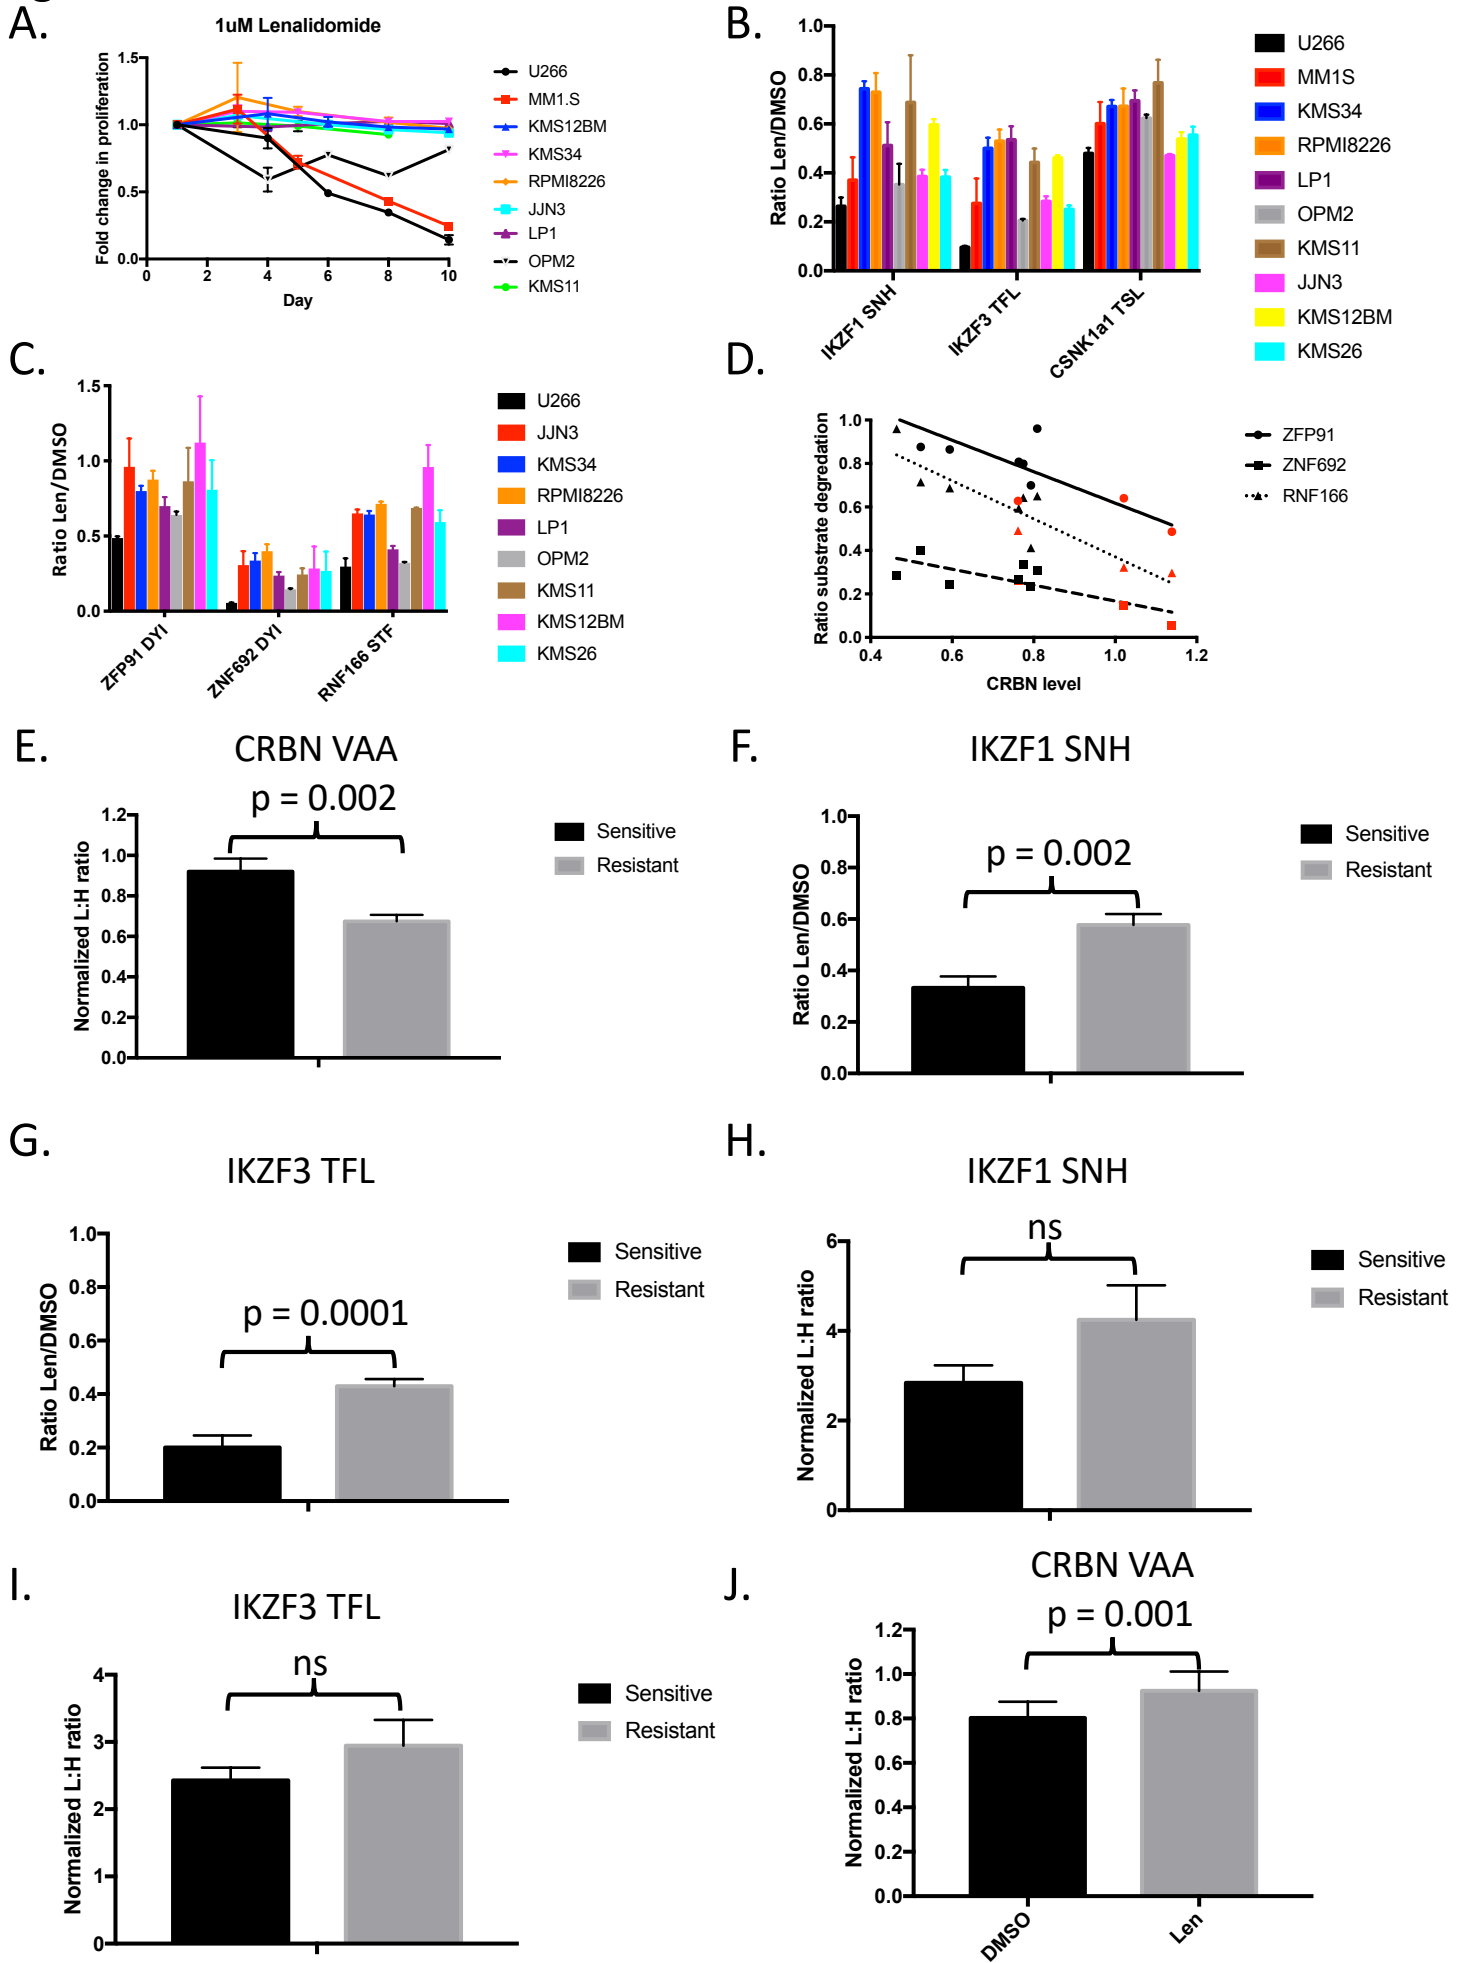 A.
1uM Lenalidomide
Fold change in proliferation
1.5
1.0
0.5
0.0
0 2 4 6 8 10
Day
U266
MM1.S
KMS12BM
KMS34
RPMI8226
JJN3
LP1
OPM2
KMS11
B.
Ratio Len/DMSO
1.0
0.8
0.6
0.4
0.2
0.0
IKZF1 SNH
IKZF3 TFL
CSNK1a1 TSL
U266
MM1S
KMS34
RPMI8226
LP1
OPM2
KMS11
JJN3
KMS12BM
KMS26
C.
Ratio Len/DMSO
1.5
1.0
0.5
0.0
ZFP91 DYI
ZNF692 DYI
RNF166 STF
U266
JJN3
KMS34
RPMI8226
LP1
OPM2
KMS11
KMS12BM
KMS26
D.
Ratio substrate degredation
1.0
0.8
0.6
0.4
0.2
0.0
0.4 0.6 0.8 1.0 1.2
CRBN level
ZFP91
ZNF692
RNF166
E.
CRBN VAA
p = 0.002
Normalized L:H ratio
1.2
1.0
0.8
0.6
0.4
0.2
0.0
Sensitive
Resistant
F.
IKZF1 SNH
p = 0.002
Ratio Len/DMSO
1.0
0.8
0.6
0.4
0.2
0.0
Sensitive
Resistant
G.
IKZF3 TFL
p = 0.0001
Ratio Len/DMSO
1.0
0.8
0.6
0.4
0.2
0.0
Sensitive
Resistant
H.
IKZF1 SNH
ns
Normalized L:H ratio
6
4
2
0
Sensitive
Resistant
I.
IKZF3 TFL
ns
Normalized L:H ratio
4
3
2
1
0
Sensitive
Resistant
J.
CRBN VAA
p = 0.001
Normalized L:H ratio
1.2
1.0
0.8
0.6
0.4
0.2
0.0
DMSO
Len